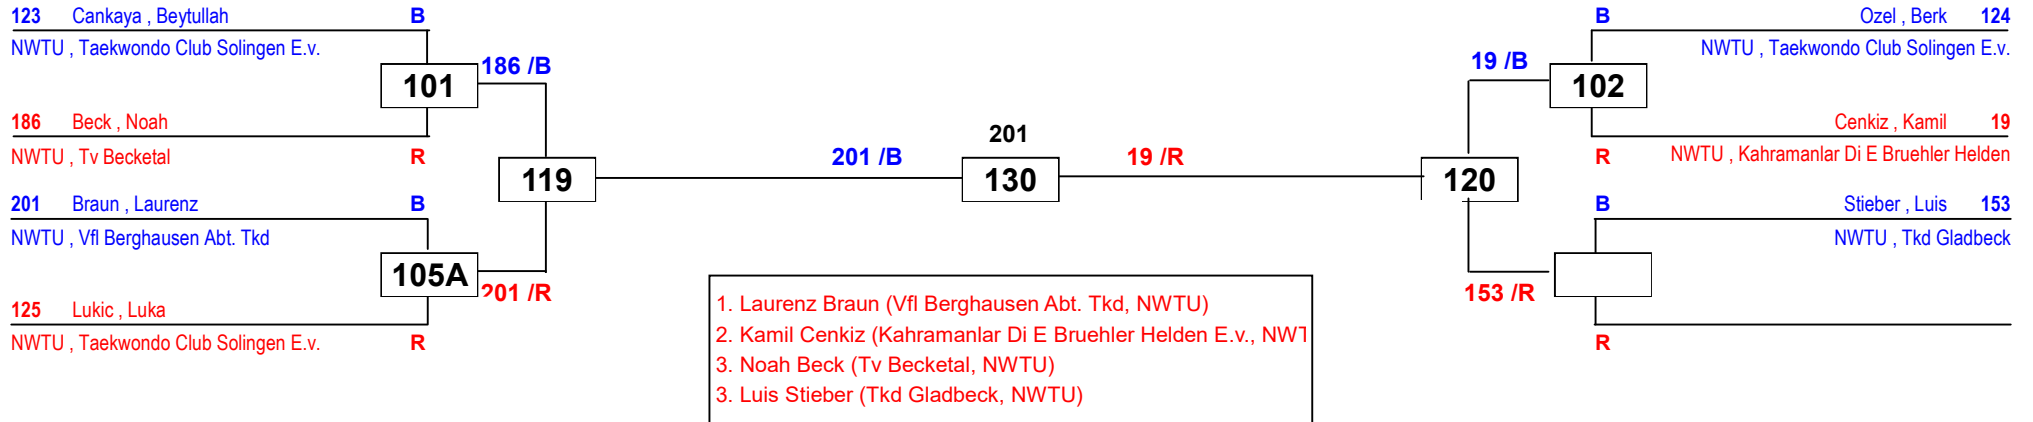 123 Cankaya , Beytullah B
NWTU , Taekwondo Club Solingen E.v.
101
186 /B
186 Beck , Noah
NWTU , Tv Becketal R
119
201 Braun , Laurenz B
NWTU , Vfl Berghausen Abt. Tkd
105A
201 /R
125 Lukic , Luka
NWTU , Taekwondo Club Solingen E.v. R
201 /B
201
130
19 /R
B Ozel , Berk 124
NWTU , Taekwondo Club Solingen E.v.
19 /B
102
Cenkiz , Kamil 19
R NWTU , Kahramanlar Di E Bruehler Helden
120
B Stieber , Luis 153
NWTU , Tkd Gladbeck
153 /R
R
1. Laurenz Braun (Vfl Berghausen Abt. Tkd, NWTU)
2. Kamil Cenkiz (Kahramanlar Di E Bruehler Helden E.v., NWT
3. Noah Beck (Tv Becketal, NWTU)
3. Luis Stieber (Tkd Gladbeck, NWTU)